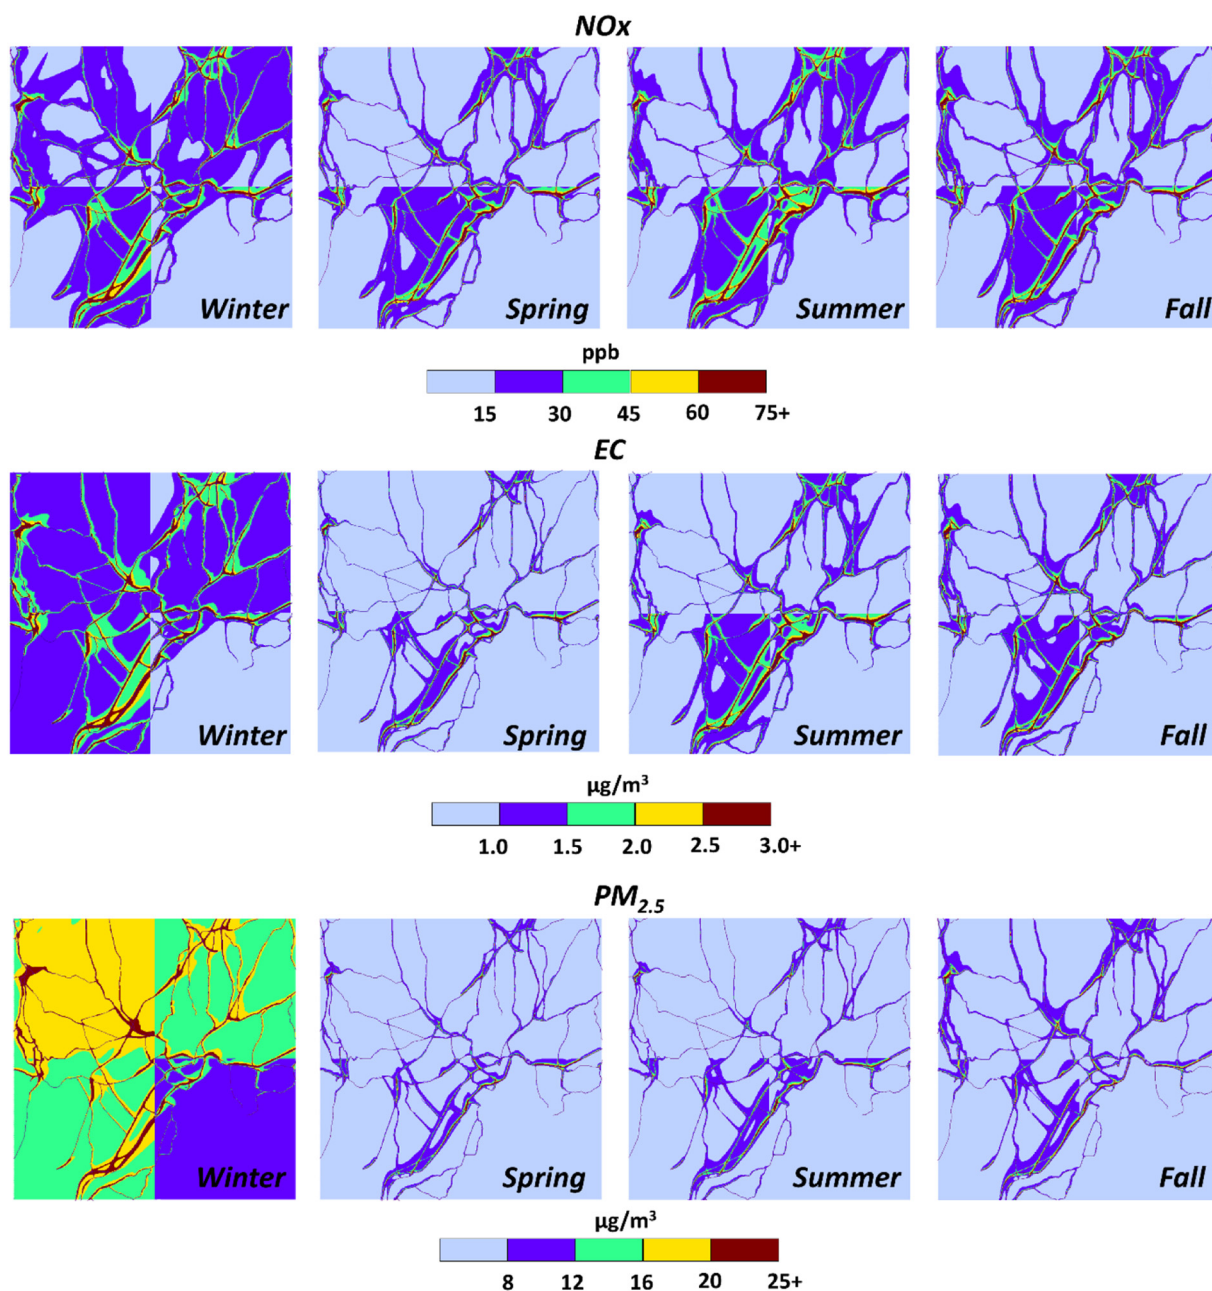 NOx
Winter Spring Summer Fall
ppb
15 30 45 60 75+
EC
Winter Spring Summer Fall
µg/m³
1.0 1.5 2.0 2.5 3.0+
PM₂.₅
Winter Spring Summer Fall
µg/m³
8 12 16 20 25+